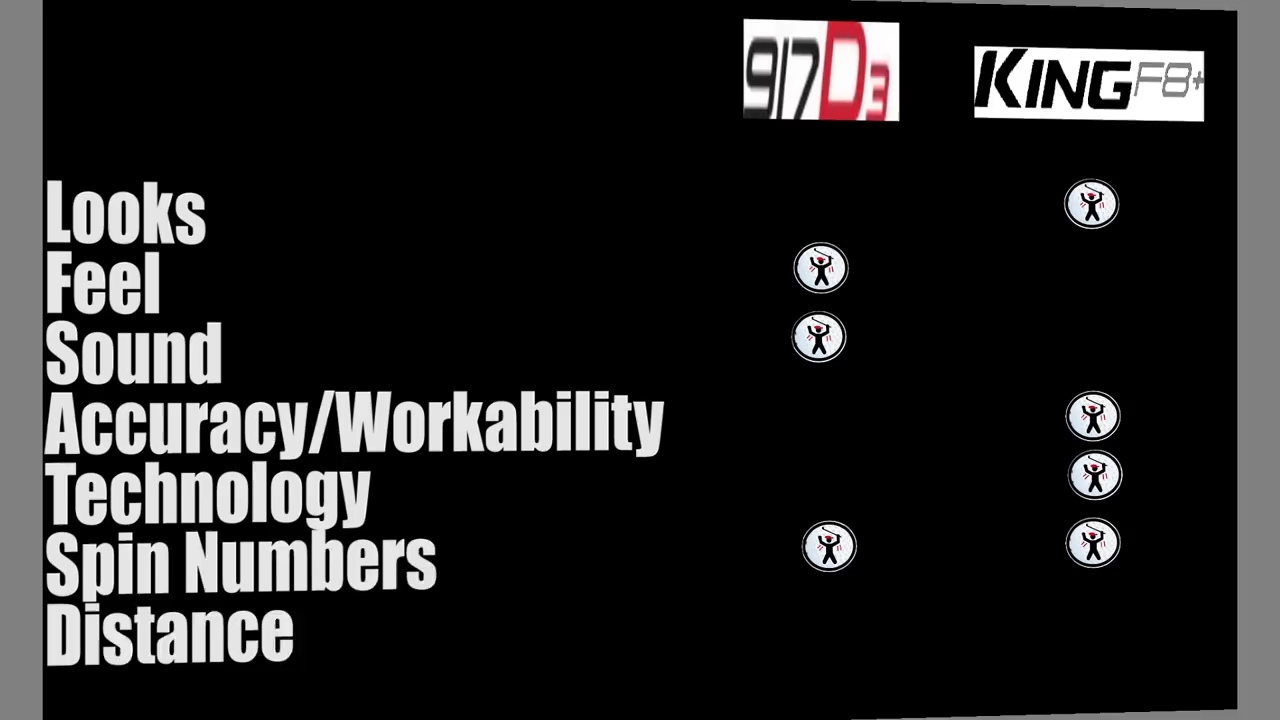 917D3
KING F8+
Looks
Feel
Sound
Accuracy/Workability
Technology
Spin Numbers
Distance